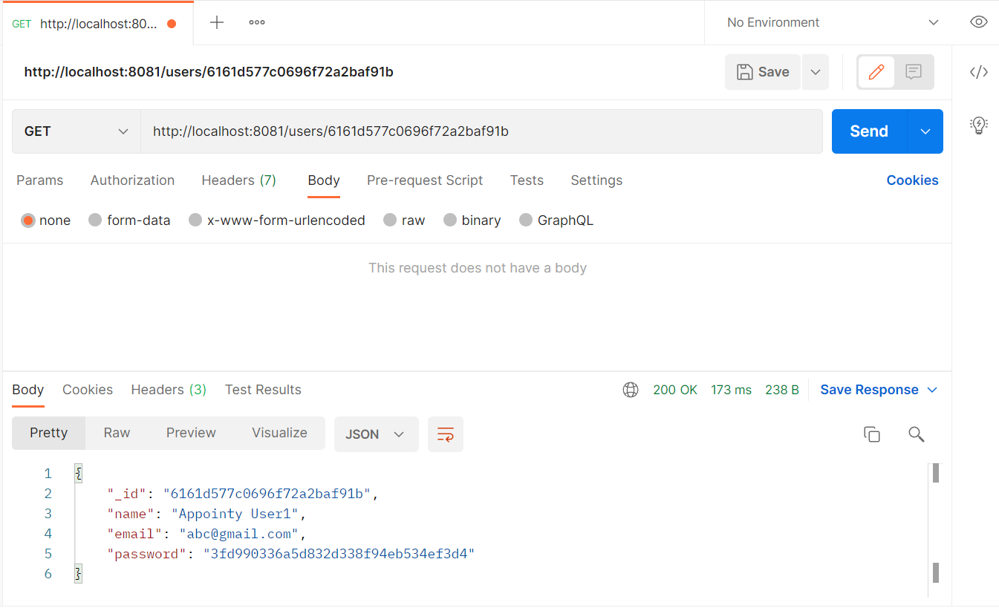 GET http://localhost:80... No Environment
http://localhost:8081/users/6161d577c0696f72a2baf91b Save
GET http://localhost:8081/users/6161d577c0696f72a2baf91b Send
Params Authorization Headers (7) Body Pre-request Script Tests Settings Cookies
none form-data x-www-form-urlencoded raw binary GraphQL
This request does not have a body
Body Cookies Headers (3) Test Results 200 OK 173 ms 238 B Save Response
Pretty Raw Preview Visualize JSON
1 {
2 "_id": "6161d577c0696f72a2baf91b",
3 "name": "Appointy User1",
4 "email": "abc@gmail.com",
5 "password": "3fd990336a5d832d338f94eb534ef3d4"
6 }